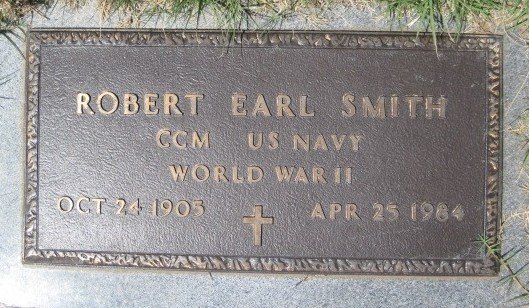 ROBERT EARL SMITH
CCM US NAVY
WORLD WAR II
OCT 24 1905 APR 25 1984